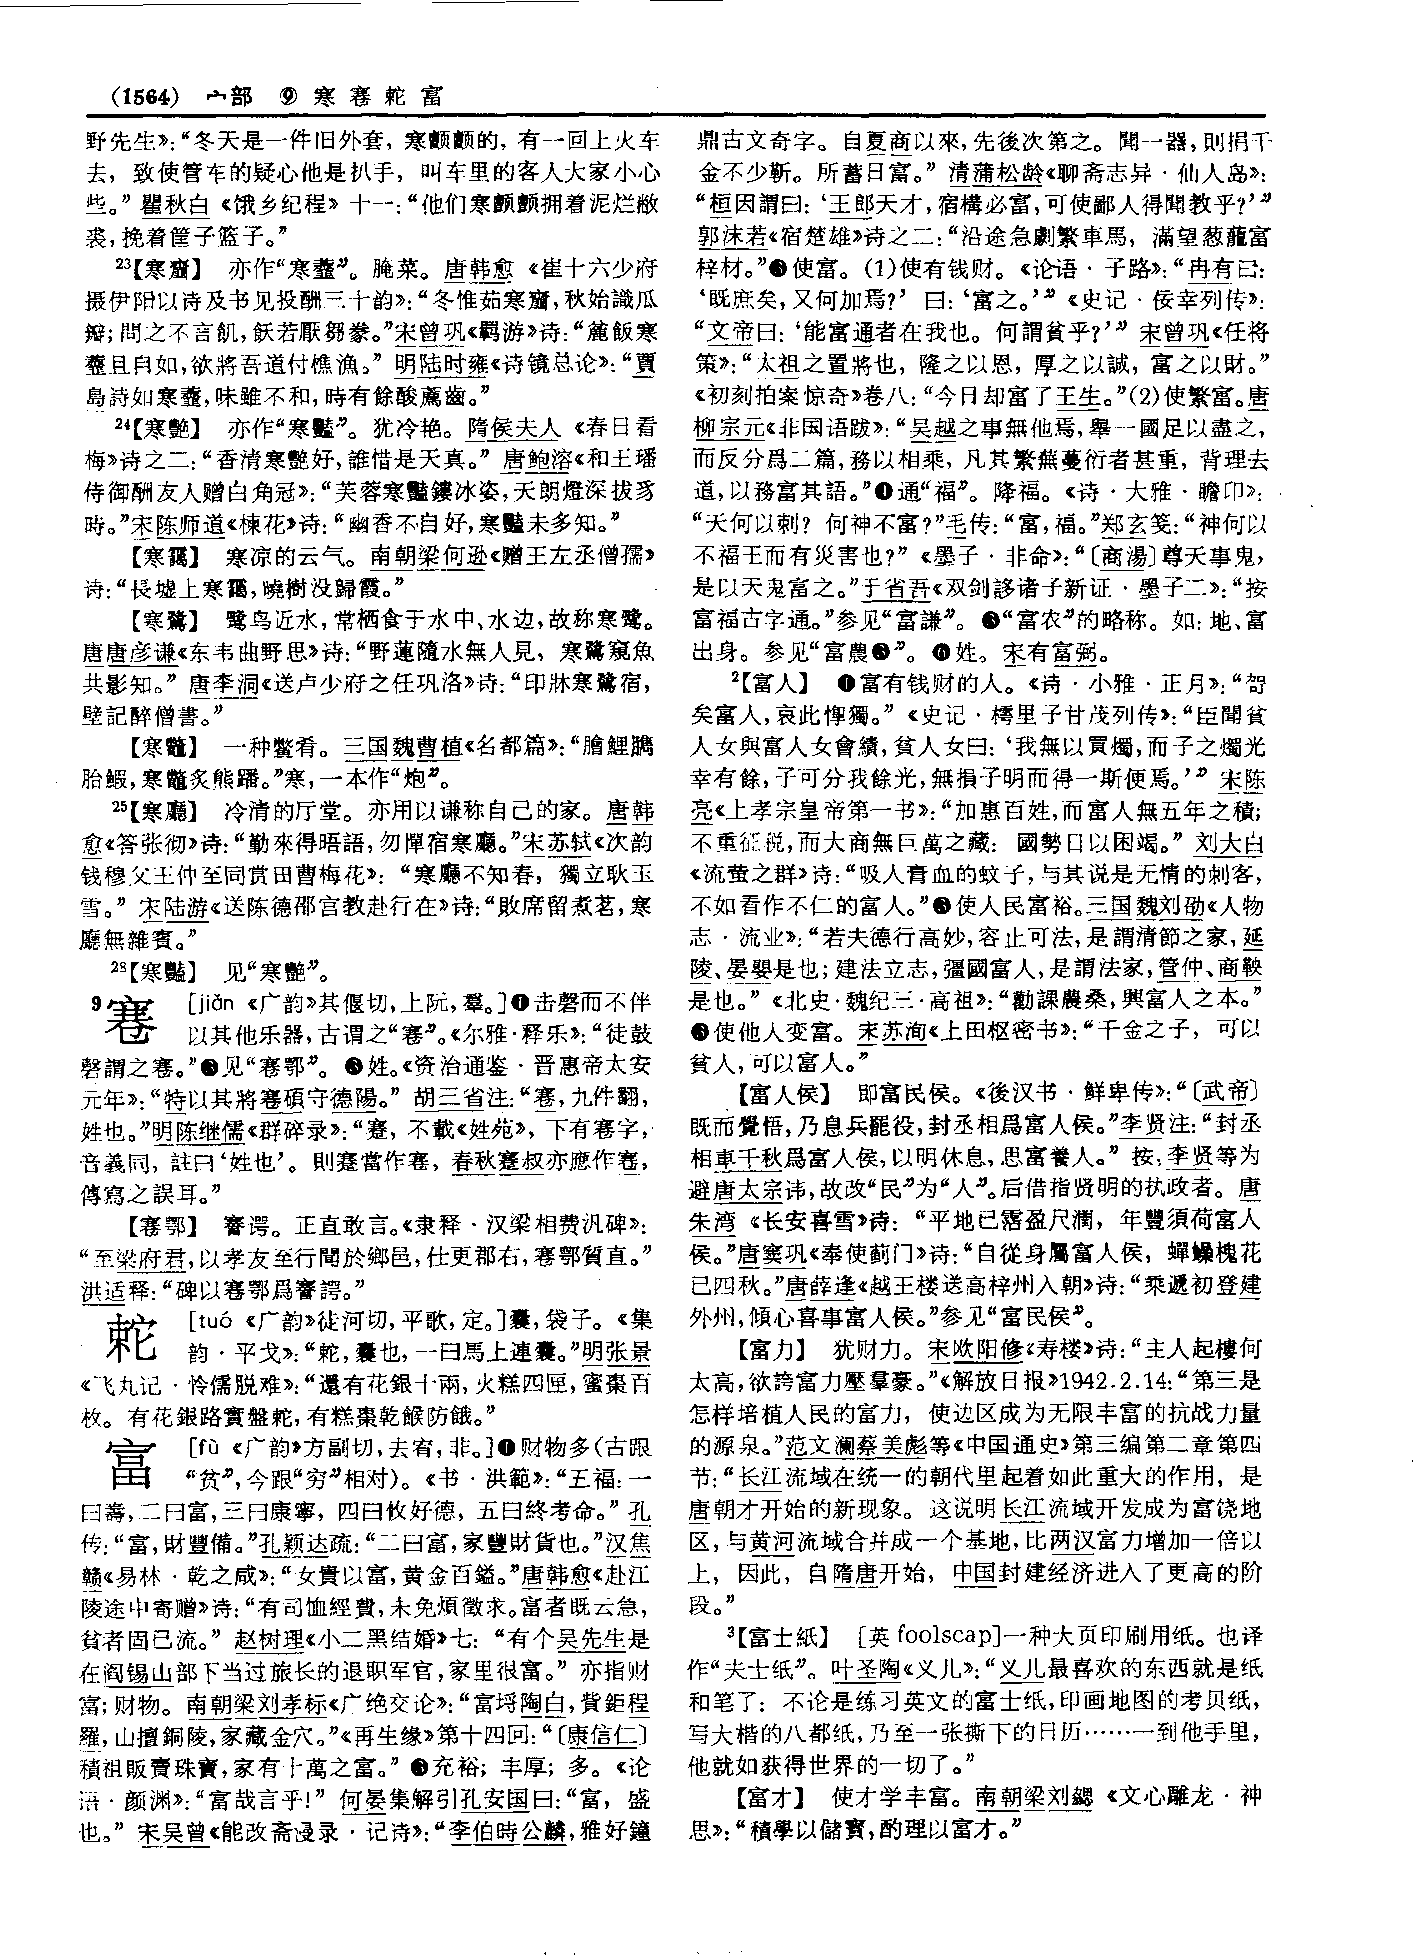 (1564) 宀部 ⑨ 寒 寋 𡨴 富
野先生》:“冬天是一件旧外套,寒颤颤的,有一回上火车
去,致使管车的疑心他是扒手,叫车里的客人大家小心
些。”瞿秋白《饿乡纪程》十一:“他们寒颤颤拥着泥烂敝
裘,挽着筐子篮子。”
23【寒齏】 亦作“寒虀”。腌菜。唐韩愈《崔十六少府
摄伊阳以诗及书见投酬三十韵》:“冬惟茹寒齏,秋始識瓜
瓣;問之不言飢,飫若厭芻豢。”宋曾巩《羁游》诗:“麄飯寒
虀且自如,欲將吾道付樵漁。”明陆时雍《诗镜总论》:“賈
島詩如寒虀,味雖不和,時有餘酸薦齒。”
24【寒艷】 亦作“寒豔”。犹冷艳。隋侯夫人《春日看
梅》诗之二:“香清寒艷好,誰惜是天真。”唐鲍溶《和王璠
侍御酬友人赠白角冠》:“芙蓉寒豔鏤冰姿,天朗燈深拔豸
時。”宋陈师道《楝花》诗:“幽香不自好,寒豔未多知。”
【寒靄】 寒凉的云气。南朝梁何逊《赠王左丞僧孺》
诗:“長墟上寒靄,曉樹没歸霞。”
【寒鷺】 鹭鸟近水,常栖食于水中、水边,故称寒鹭。
唐唐彦谦《东韦曲野思》诗:“野蓮隨水無人見,寒鷺窺魚
共影知。”唐李洞《送卢少府之任巩洛》诗:“印牀寒鷺宿,
壁記醉僧書。”
【寒鼈】 一种鳖肴。三国魏曹植《名都篇》:“膾鯉臇
胎鰕,寒鼈炙熊蹯。”寒,一本作“炮”。
25【寒廳】 冷清的厅堂。亦用以谦称自己的家。唐韩
愈《答张彻》诗:“勤來得晤語,勿憚宿寒廳。”宋苏轼《次韵
钱穆父王仲至同赏田曹梅花》:“寒廳不知春,獨立耿玉
雪。”宋陆游《送陈德邵宫教赴行在》诗:“敗席留煮茗,寒
廳無雜賓。”
28【寒豔】 见“寒艷”。
9寋 [jiǎn《广韵》其偃切,上阮,羣。]❶击磬而不伴
以其他乐器,古谓之“寋”。《尔雅·释乐》:“徒鼓
磬謂之寋。”❷见“寋鄂”。❸姓。《资治通鉴·晋惠帝太安
元年》:“特以其將寋碩守德陽。”胡三省注:“寋,九件翻,
姓也。”明陈继儒《群碎录》:“蹇,不載《姓苑》,下有寋字,
音義同,註曰‘姓也’。則蹇當作寋,春秋蹇叔亦應作寋,
傳寫之誤耳。”
【寋鄂】 謇谔。正直敢言。《隶释·汉梁相费汎碑》:
“至梁府君,以孝友至行聞於鄉邑,仕更郡右,寋鄂質直。”
洪适释:“碑以寋鄂爲謇諤。”
𡨴 [tuó《广韵》徒河切,平歌,定。]囊,袋子。《集
韵·平戈》:“𡨴,囊也,一曰馬上連囊。”明张景
《飞丸记·怜儒脱难》:“還有花銀十兩,火糕四匣,蜜棗百
枚。有花銀路實盤𡨴,有糕棗乾餱防餓。”
富 [fù《广韵》方副切,去宥,非。]❶财物多(古跟
“贫”,今跟“穷”相对)。《书·洪範》:“五福:一
曰壽,二曰富,三曰康寧,四曰攸好德,五曰終考命。”孔
传:“富,財豐備。”孔颖达疏:“二曰富,家豐財貨也。”汉焦
赣《易林·乾之咸》:“女貴以富,黄金百鎰。”唐韩愈《赴江
陵途中寄赠》诗:“有司恤經費,未免煩徵求。富者既云急,
貧者固已流。”赵树理《小二黑结婚》七:“有个吴先生是
在阎锡山部下当过旅长的退职军官,家里很富。”亦指财
富;财物。南朝梁刘孝标《广绝交论》:“富埒陶白,貲鉅程
羅,山擅銅陵,家藏金穴。”《再生缘》第十四回:“〔康信仁〕
積祖販賣珠寶,家有十萬之富。”❷充裕;丰厚;多。《论
语·颜渊》:“富哉言乎!”何晏集解引孔安国曰:“富,盛
也。”宋吴曾《能改斋漫录·记诗》:“李伯時公麟,雅好鐘
鼎古文奇字。自夏商以來,先後次第之。聞一器,則捐千
金不少靳。所蓄日富。”清蒲松龄《聊斋志异·仙人岛》:
“桓因謂曰:‘王郎天才,宿構必富,可使鄙人得聞教乎?’”
郭沫若《宿楚雄》诗之二:“沿途急劇繁車馬,滿望葱蘢富
梓材。”❸使富。(1)使有钱财。《论语·子路》:“冉有曰:
‘既庶矣,又何加焉?’曰:‘富之。’”《史记·佞幸列传》:
“文帝曰:‘能富通者在我也。何謂貧乎?’”宋曾巩《任将
策》:“太祖之置將也,隆之以恩,厚之以誠,富之以財。”
《初刻拍案惊奇》卷八:“今日却富了王生。”(2)使繁富。唐
柳宗元《非国语跋》:“吴越之事無他焉,舉一國足以盡之,
而反分爲二篇,務以相乘,凡其繁蕪蔓衍者甚重,背理去
道,以務富其語。”❹通“福”。降福。《诗·大雅·瞻卬》:
“天何以刺?何神不富?”毛传:“富,福。”郑玄笺:“神何以
不福王而有災害也?”《墨子·非命》:“〔商湯〕尊天事鬼,
是以天鬼富之。”于省吾《双剑誃诸子新证·墨子二》:“按
富福古字通。”参见“富謙”。❺“富农”的略称。如:地、富
出身。参见“富農❷”。❻姓。宋有富弼。
2【富人】 ❶富有钱财的人。《诗·小雅·正月》:“哿
矣富人,哀此惸獨。”《史记·樗里子甘茂列传》:“臣聞貧
人女與富人女會績,貧人女曰:‘我無以買燭,而子之燭光
幸有餘,子可分我餘光,無損子明而得一斯便焉。’”宋陈
亮《上孝宗皇帝第一书》:“加惠百姓,而富人無五年之積;
不重征税,而大商無巨萬之藏:國勢日以困竭。”刘大白
《流萤之群》诗:“吸人膏血的蚊子,与其说是无情的刺客,
不如看作不仁的富人。”❷使人民富裕。三国魏刘劭《人物
志·流业》:“若夫德行高妙,容止可法,是謂清節之家,延
陵、晏嬰是也;建法立志,彊國富人,是謂法家,管仲、商鞅
是也。”《北史·魏纪三·高祖》:“勸課農桑,興富人之本。”
❸使他人变富。宋苏洵《上田枢密书》:“千金之子,可以
貧人,可以富人。”
【富人侯】 即富民侯。《後汉书·鲜卑传》:“〔武帝〕
既而覺悟,乃息兵罷役,封丞相爲富人侯。”李贤注:“封丞
相車千秋爲富人侯,以明休息,思富養人。”按:李贤等为
避唐太宗讳,故改“民”为“人”。后借指贤明的执政者。唐
朱湾《长安喜雪》诗:“平地已霑盈尺潤,年豐須荷富人
侯。”唐窦巩《奉使蓟门》诗:“自從身屬富人侯,蟬噪槐花
已四秋。”唐薛逢《越王楼送高梓州入朝》诗:“乘遞初登建
外州,傾心喜事富人侯。”参见“富民侯”。
【富力】 犹财力。宋欧阳修《寿楼》诗:“主人起樓何
太高,欲誇富力壓羣豪。”《解放日报》1942.2.14:“第三是
怎样培植人民的富力,使边区成为无限丰富的抗战力量
的源泉。”范文澜蔡美彪等《中国通史》第三编第二章第四
节:“长江流域在统一的朝代里起着如此重大的作用,是
唐朝才开始的新现象。这说明长江流域开发成为富饶地
区,与黄河流域合并成一个基地,比两汉富力增加一倍以
上,因此,自隋唐开始,中国封建经济进入了更高的阶
段。”
3【富士紙】 [英 foolscap]一种大页印刷用纸。也译
作“夫士纸”。叶圣陶《义儿》:“义儿最喜欢的东西就是纸
和笔了:不论是练习英文的富士纸,印画地图的考贝纸,
写大楷的八都纸,乃至一张撕下的日历……一到他手里,
他就如获得世界的一切了。”
【富才】 使才学丰富。南朝梁刘勰《文心雕龙·神
思》:“積學以儲寳,酌理以富才。”